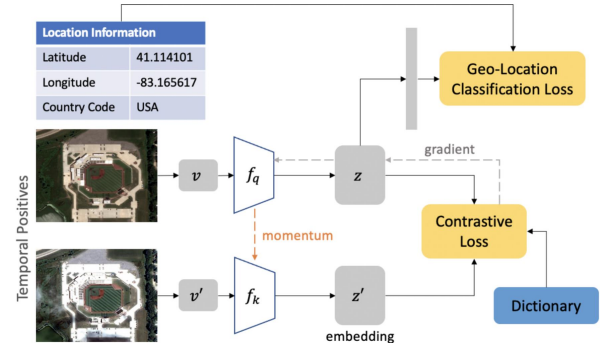 Location Information
Latitude 41.114101
Longitude -83.165617
Country Code USA
Geo-Location
Classification Loss
Temporal Positives
v
f_q
z
gradient
momentum
Contrastive
Loss
v'
f_k
z'
embedding
Dictionary